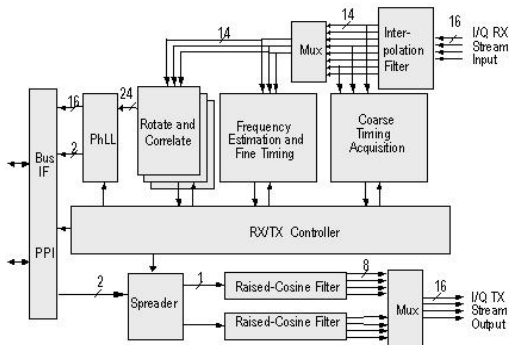 14
14
16
Mux
Inter-
polation
Filter
I/Q RX
Stream
Input
16
2
24
Bus
IF
PPI
PhLL
Rotate and
Correlate
Frequency
Estimation and
Fine Timing
Coarse
Timing
Acquisition
RX/TX Controller
2
Spreader
1
Raised-Cosine Filter
8
Raised-Cosine Filter
Mux
16
I/Q TX
Stream
Output